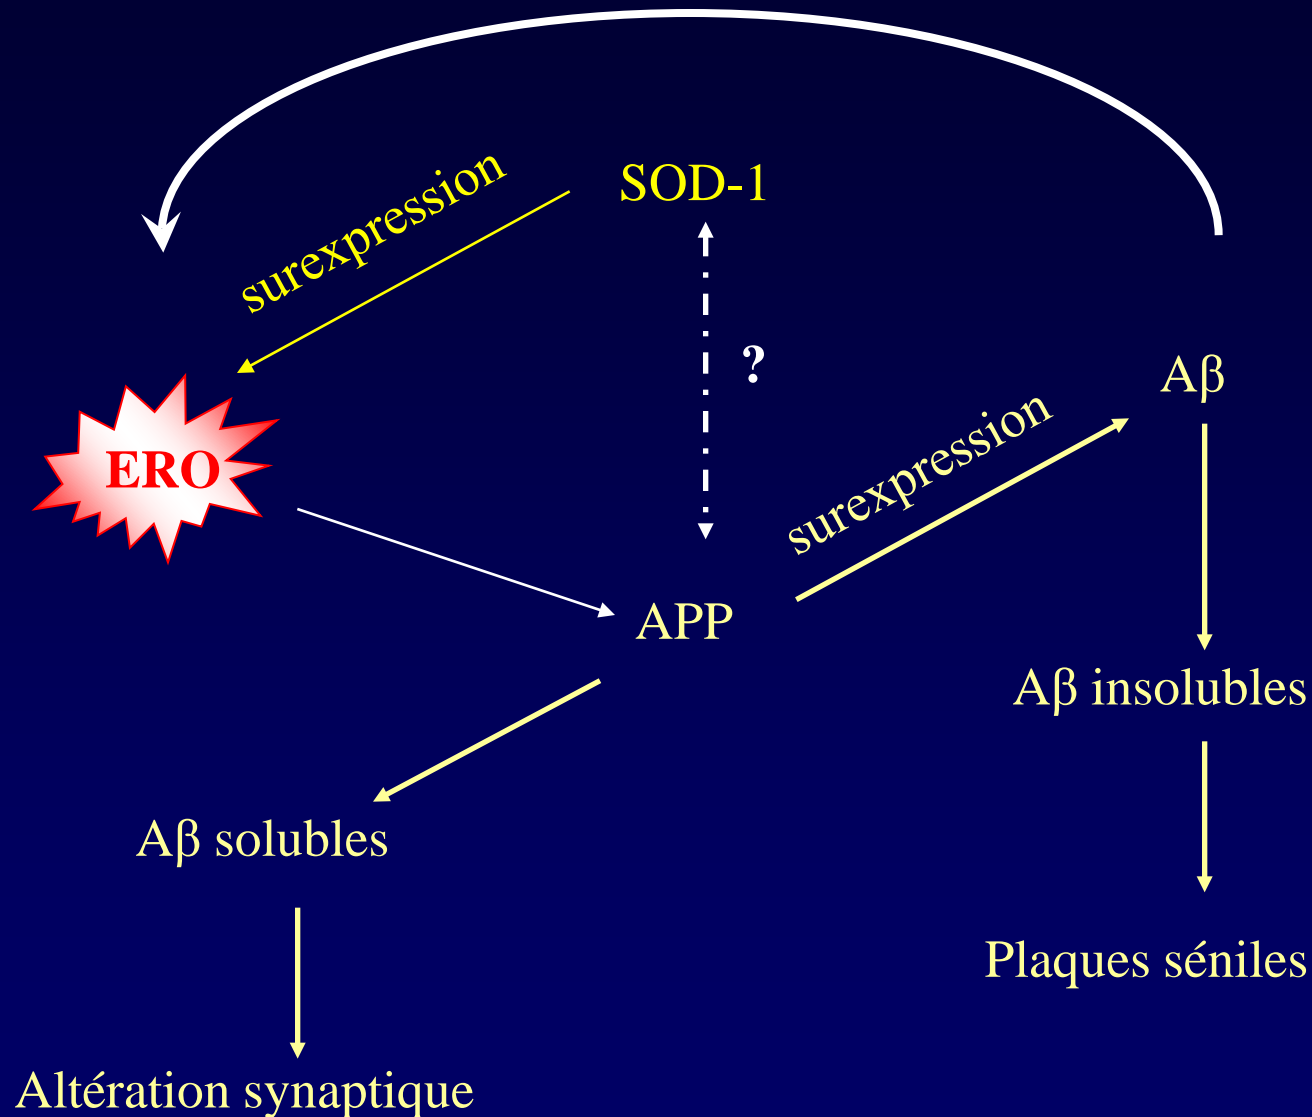 surexpression
SOD-1
?
Aβ
ERO
surexpression
APP
Aβ insolubles
Aβ solubles
Plaques séniles
Altération synaptique